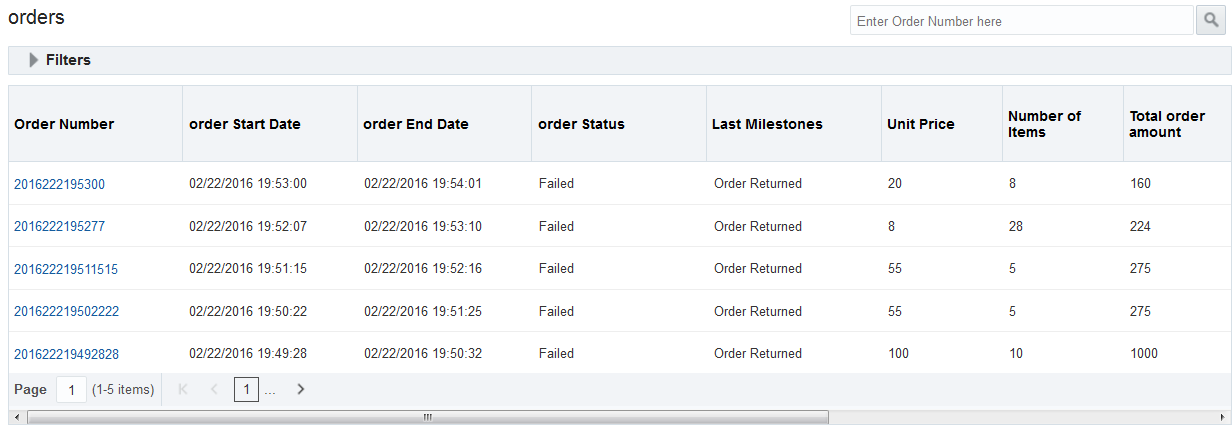 orders
Enter Order Number here
Filters
Order Number order Start Date order End Date order Status Last Milestones Unit Price Number of Items Total order amount
2016222195300 02/22/2016 19:53:00 02/22/2016 19:54:01 Failed Order Returned 20 8 160
2016222195277 02/22/2016 19:52:07 02/22/2016 19:53:10 Failed Order Returned 8 28 224
201622219511515 02/22/2016 19:51:15 02/22/2016 19:52:16 Failed Order Returned 55 5 275
201622219502222 02/22/2016 19:50:22 02/22/2016 19:51:25 Failed Order Returned 55 5 275
201622219492828 02/22/2016 19:49:28 02/22/2016 19:50:32 Failed Order Returned 100 10 1000
Page 1 (1-5 items) 1 ...